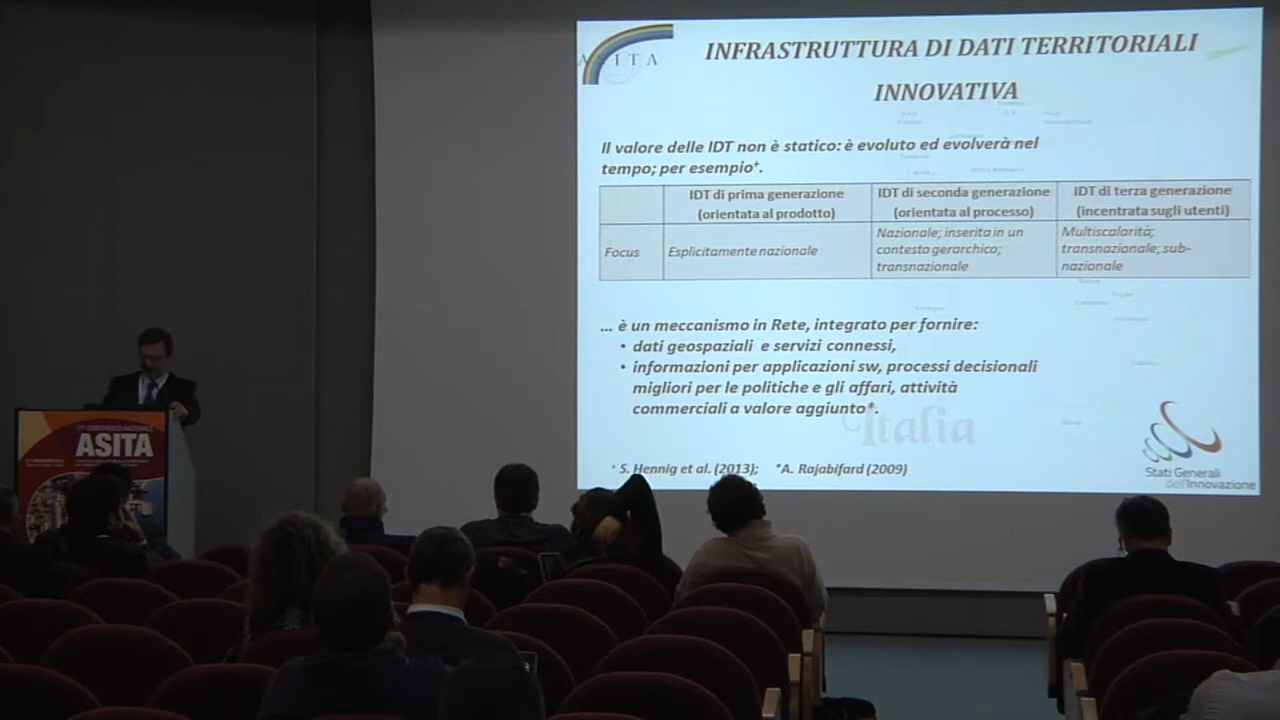 ASITA
INFRASTRUTTURA DI DATI TERRITORIALI
INNOVATIVA
Il valore delle IDT non è statico: è evoluto ed evolverà nel
tempo; per esempio⁺.
IDT di prima generazione
(orientata al prodotto)
IDT di seconda generazione
(orientata al processo)
IDT di terza generazione
(incentrata sugli utenti)
Focus
Esplicitamente nazionale
Nazionale; inserita in un
contesto gerarchico;
transnazionale
Multiscalarità;
transnazionale; sub-
nazionale
... è un meccanismo in Rete, integrato per fornire:
• dati geospaziali e servizi connessi,
• informazioni per applicazioni sw, processi decisionali
migliori per le politiche e gli affari, attività
commerciali a valore aggiunto*.
Italia
⁺ S. Hennig et al. (2013); *A. Rajabifard (2009)
Stati Generali
dell'Innovazione
ASITA